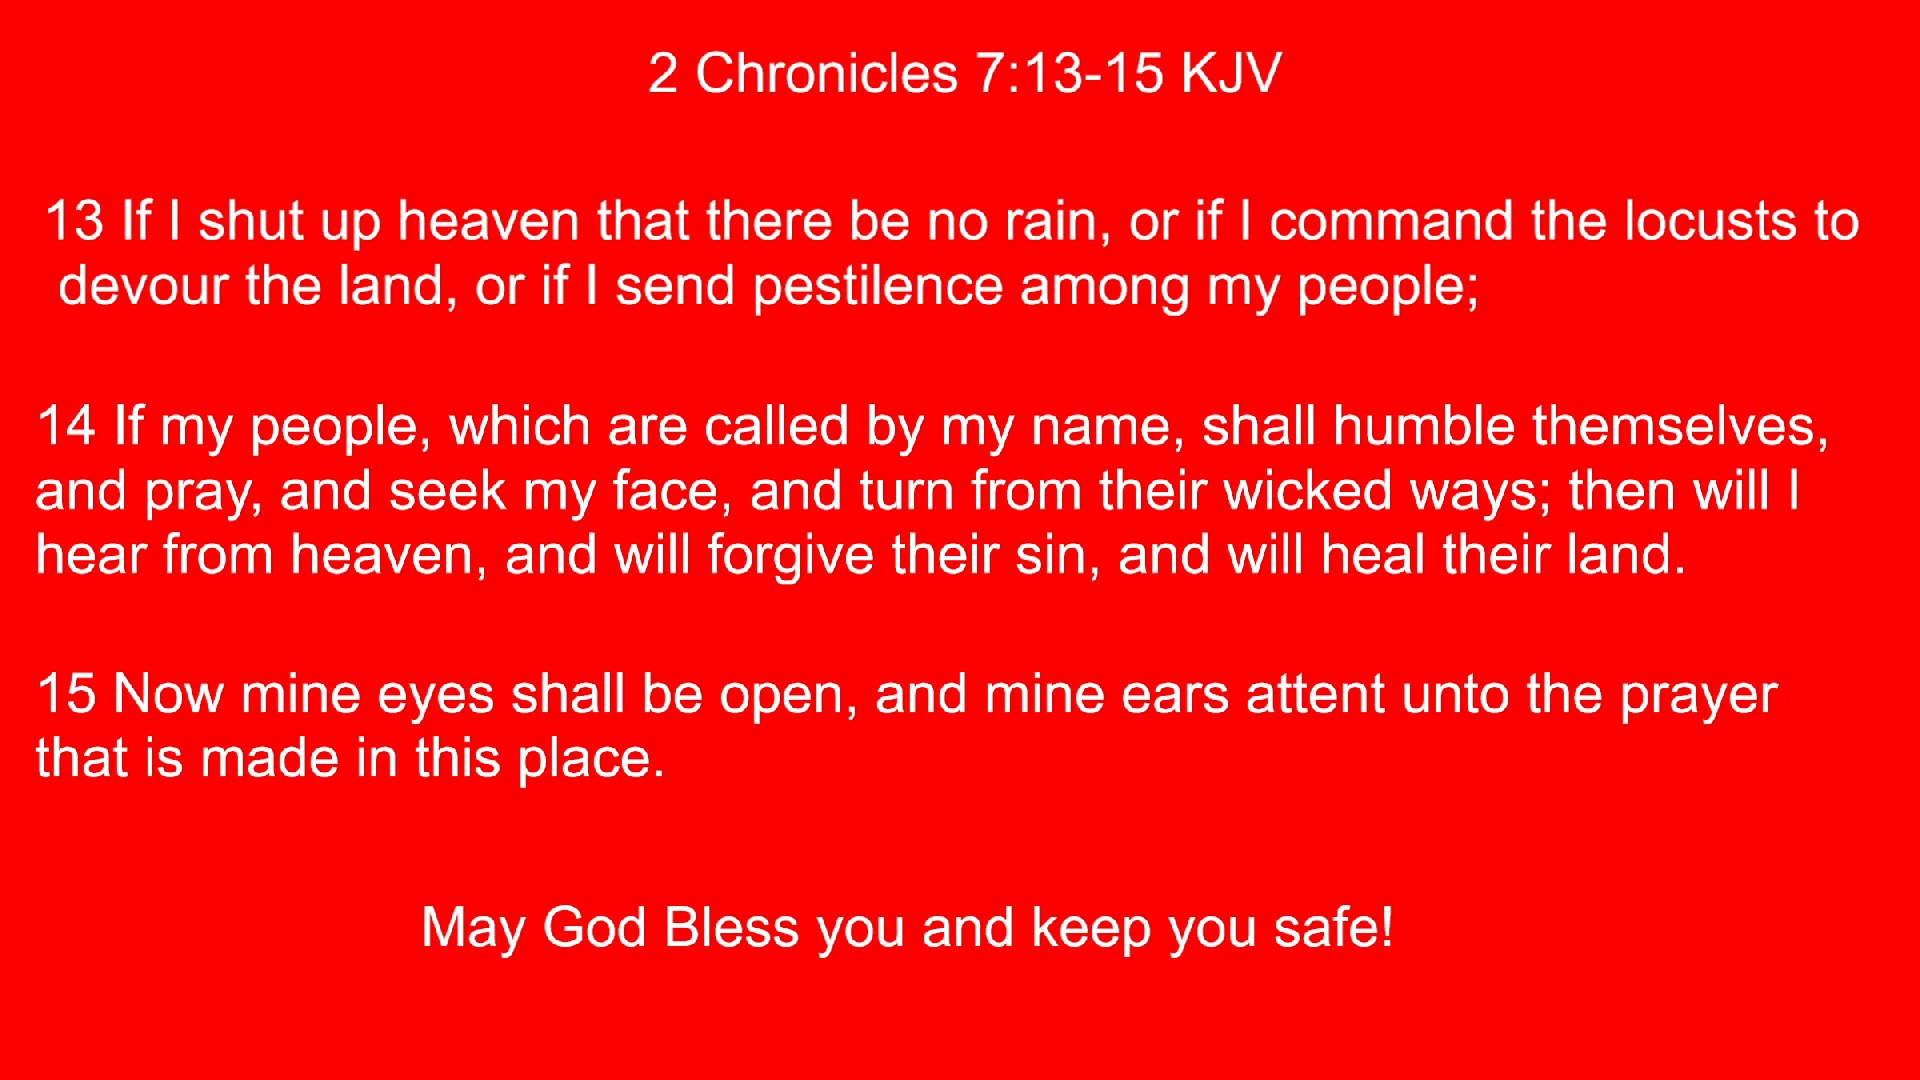 2 Chronicles 7:13-15 KJV
13 If I shut up heaven that there be no rain, or if I command the locusts to
devour the land, or if I send pestilence among my people;
14 If my people, which are called by my name, shall humble themselves,
and pray, and seek my face, and turn from their wicked ways; then will I
hear from heaven, and will forgive their sin, and will heal their land.
15 Now mine eyes shall be open, and mine ears attent unto the prayer
that is made in this place.
May God Bless you and keep you safe!